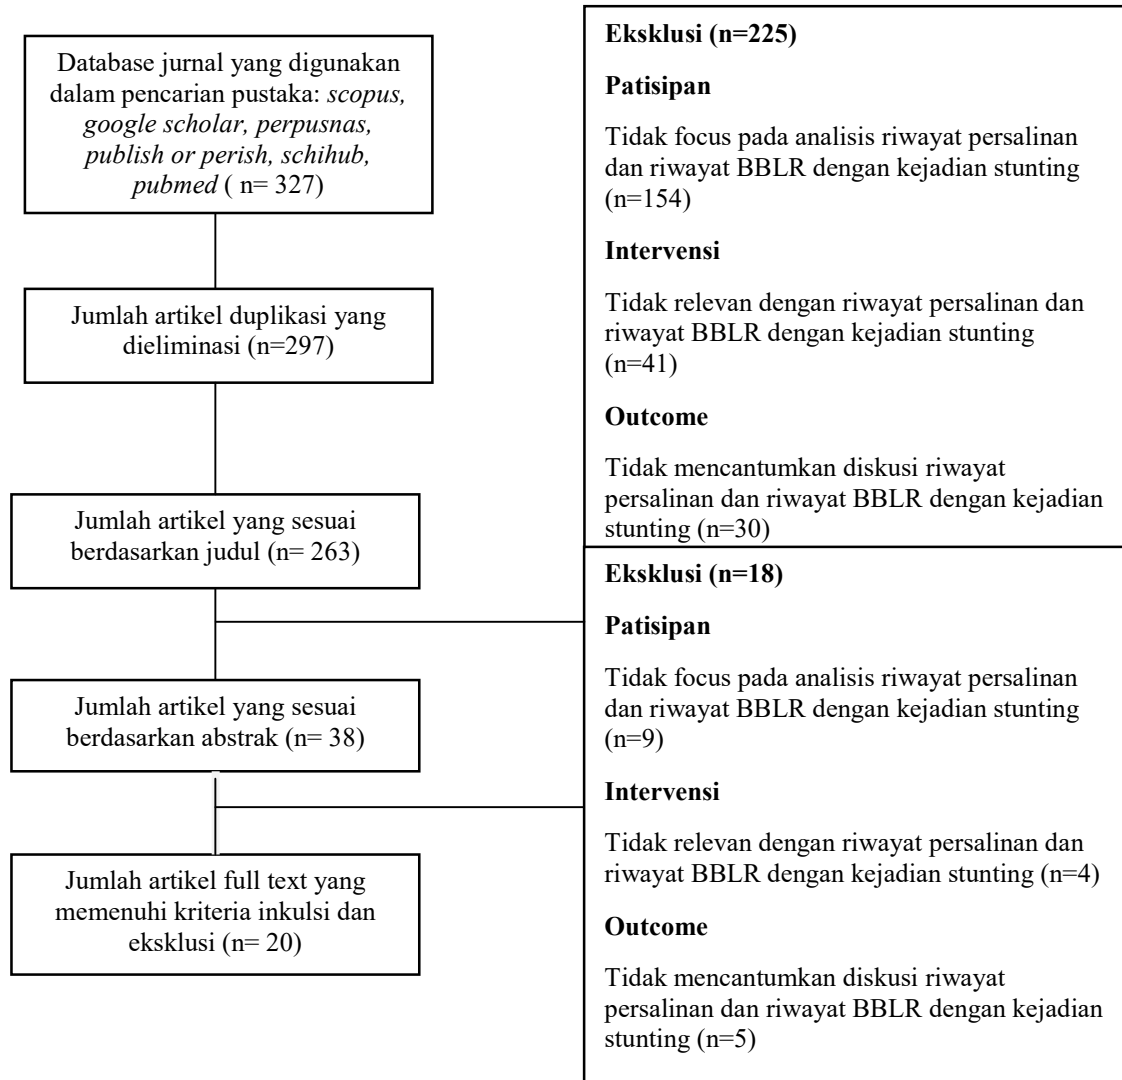 Database jurnal yang digunakan
dalam pencarian pustaka: scopus,
google scholar, perpusnas,
publish or perish, schihub,
pubmed ( n= 327)
Jumlah artikel duplikasi yang
dieliminasi (n=297)
Jumlah artikel yang sesuai
berdasarkan judul (n= 263)
Jumlah artikel yang sesuai
berdasarkan abstrak (n= 38)
Jumlah artikel full text yang
memenuhi kriteria inkulsi dan
eksklusi (n= 20)
Eksklusi (n=225)
Patisipan
Tidak focus pada analisis riwayat persalinan
dan riwayat BBLR dengan kejadian stunting
(n=154)
Intervensi
Tidak relevan dengan riwayat persalinan dan
riwayat BBLR dengan kejadian stunting
(n=41)
Outcome
Tidak mencantumkan diskusi riwayat
persalinan dan riwayat BBLR dengan kejadian
stunting (n=30)
Eksklusi (n=18)
Patisipan
Tidak focus pada analisis riwayat persalinan
dan riwayat BBLR dengan kejadian stunting
(n=9)
Intervensi
Tidak relevan dengan riwayat persalinan dan
riwayat BBLR dengan kejadian stunting (n=4)
Outcome
Tidak mencantumkan diskusi riwayat
persalinan dan riwayat BBLR dengan kejadian
stunting (n=5)